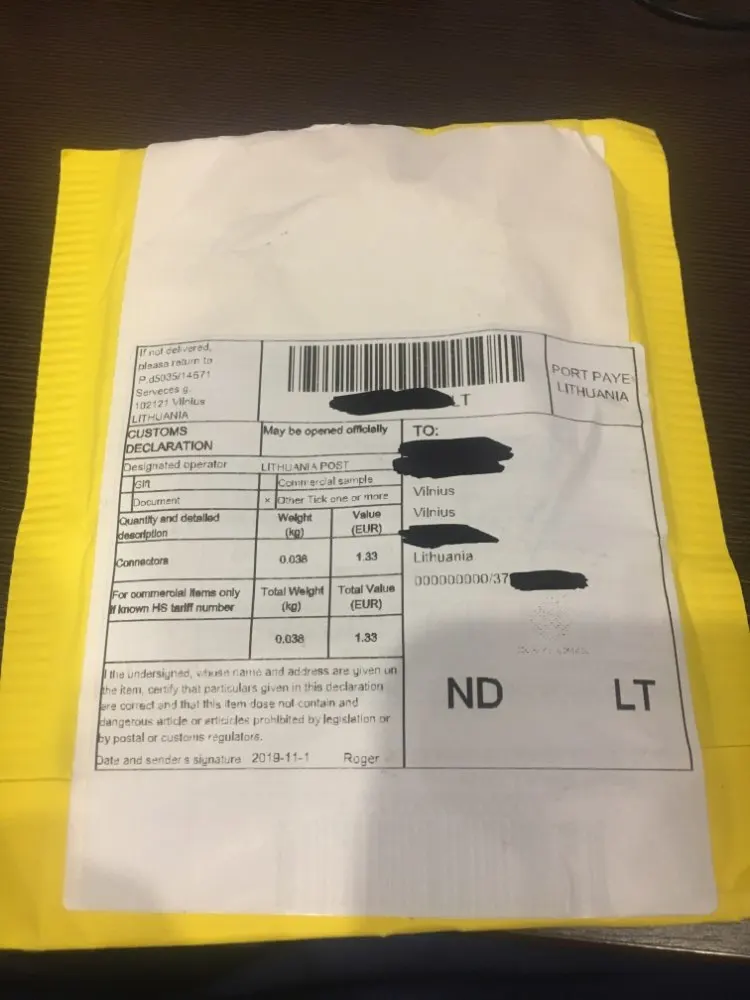 If not delivered,
please return to
P.d5035/14671
Serveces g.
102121 Vilnius
LITHUANIA
LT
PORT PAYE
LITHUANIA
CUSTOMS
DECLARATION
May be opened officially
Designated operator
LITHUANIA POST
Gift
Commercial sample
Document
x Other Tick one or more
Quantity and detailed
description
Weight
(kg)
Value
(EUR)
Connectors
0.038
1.33
For commercial items only
If known HS tariff number
Total Weight
(kg)
Total Value
(EUR)
0.038
1.33
I the undersigned, whose name and address are given on
the item, certify that particulars given in this declaration
are correct and that this item dose not contain and
dangerous article or articles prohibited by legislation or
by postal or customs regulators.
Date and sender s signature 2019-11-1 Roger
TO:
Vilnius
Vilnius
Lithuania
000000000/37
ND LT